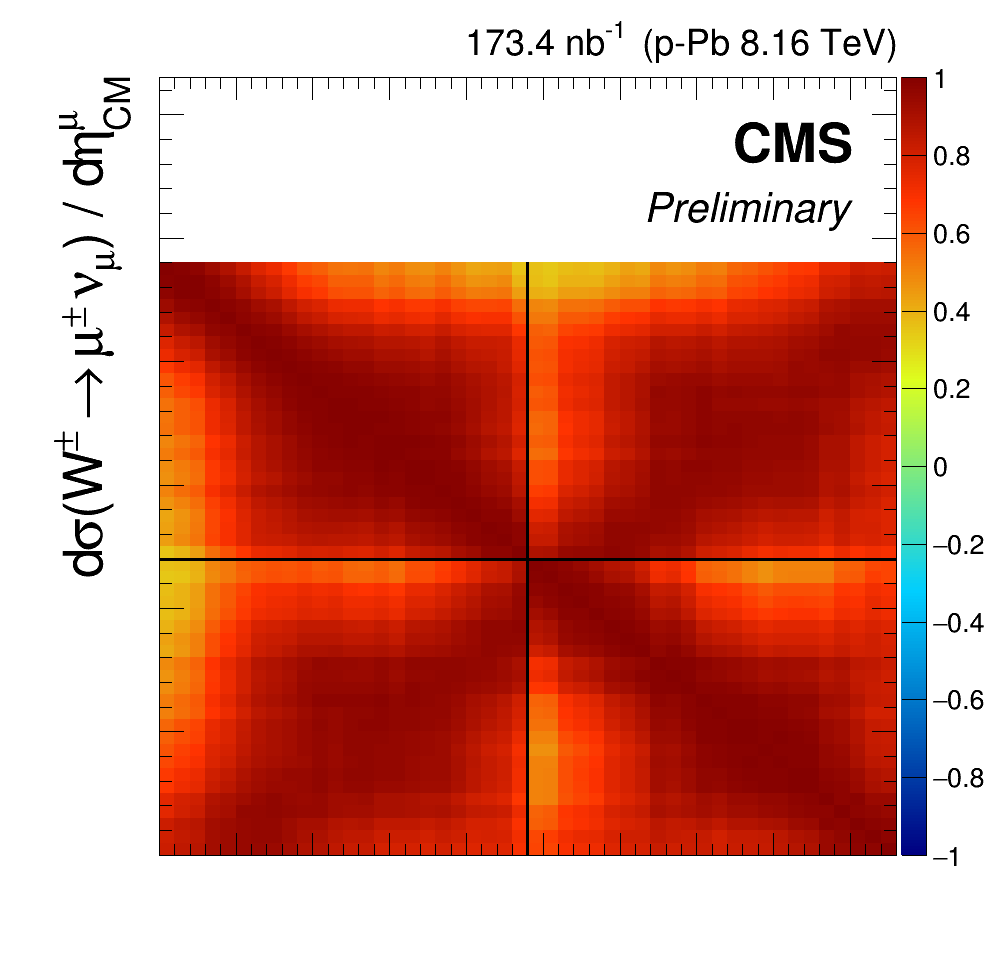 173.4 nb⁻¹ (p-Pb 8.16 TeV)
CMS
Preliminary
dσ(W± → μ± νμ) / dη^μ_CM
1
0.8
0.6
0.4
0.2
0
−0.2
−0.4
−0.6
−0.8
−1